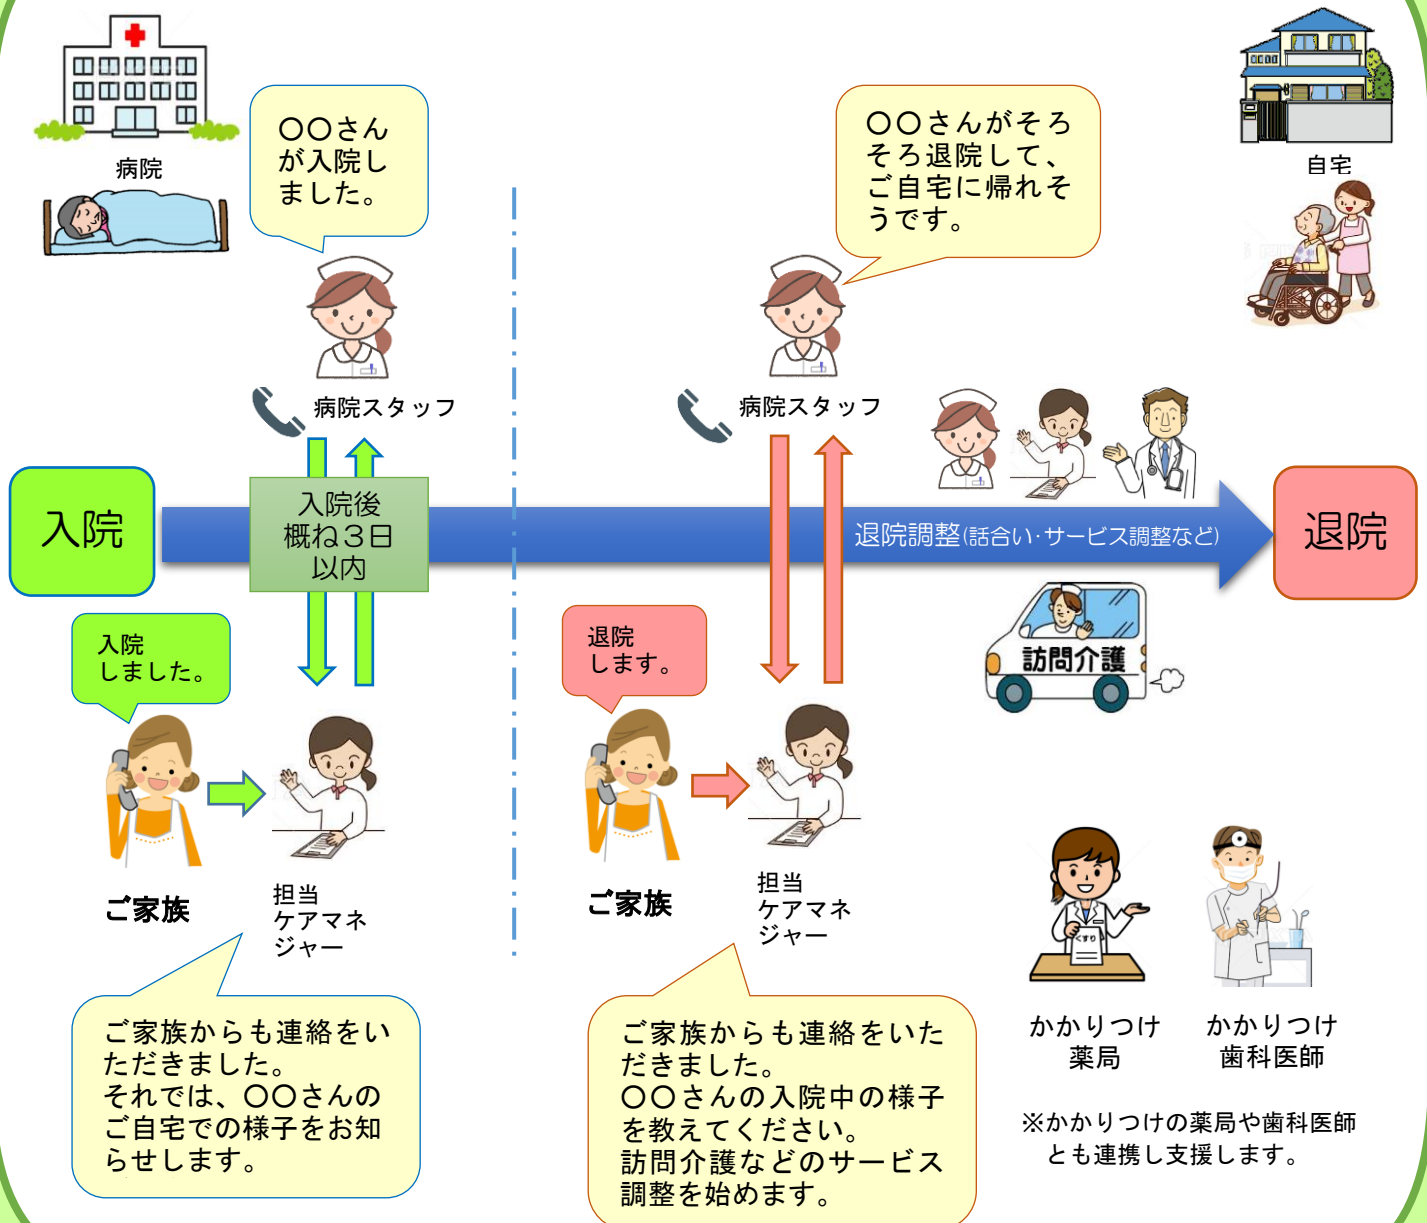 病院
〇〇さん
が入院し
ました。
〇〇さんがそろ
そろ退院して、
ご自宅に帰れそ
うです。
自宅
病院スタッフ
病院スタッフ
入院
入院後
概ね３日
以内
退院調整(話合い・サービス調整など)
退院
入院
しました。
退院
します。
訪問介護
ご家族
担当
ケアマネ
ジャー
ご家族
担当
ケアマネ
ジャー
くすり
かかりつけ
薬局
かかりつけ
歯科医師
ご家族からも連絡をい
ただきました。
それでは、〇〇さんの
ご自宅での様子をお知
らせします。
ご家族からも連絡をいた
だきました。
〇〇さんの入院中の様子
を教えてください。
訪問介護などのサービス
調整を始めます。
※かかりつけの薬局や歯科医師
とも連携し支援します。